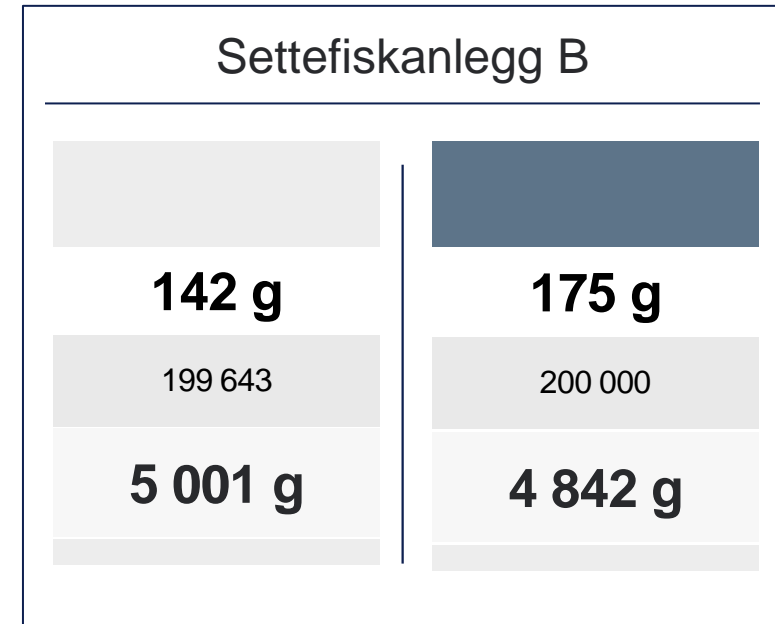 Settefiskanlegg B
142 g
175 g
199 643
200 000
5 001 g
4 842 g